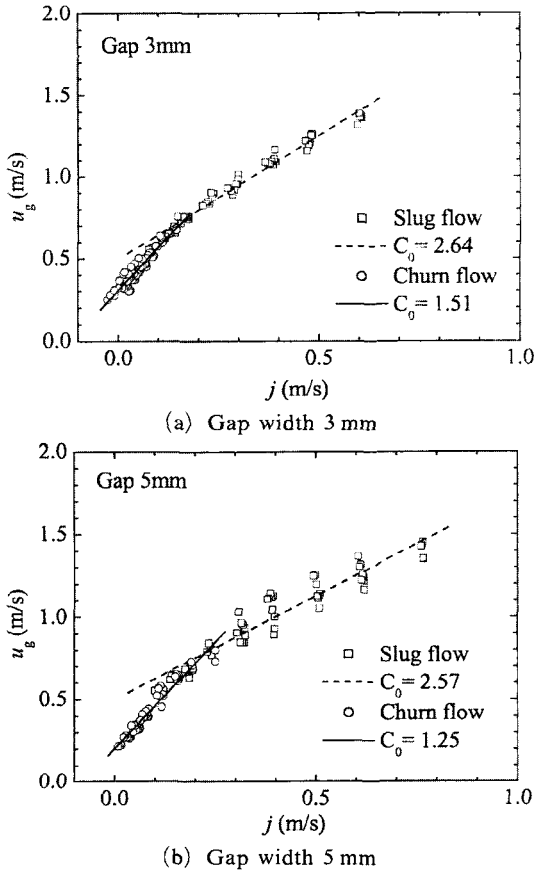 2.0
Gap 3mm
1.5
1.0
u_g (m/s)
0.5
0.0
Slug flow
C_0= 2.64
Churn flow
C_0= 1.51
0.0 0.5 1.0
j (m/s)
(a) Gap width 3 mm
2.0
Gap 5mm
1.5
1.0
u_g (m/s)
0.5
0.0
Slug flow
C_0= 2.57
Churn flow
C_0= 1.25
0.0 0.5 1.0
j (m/s)
(b) Gap width 5 mm